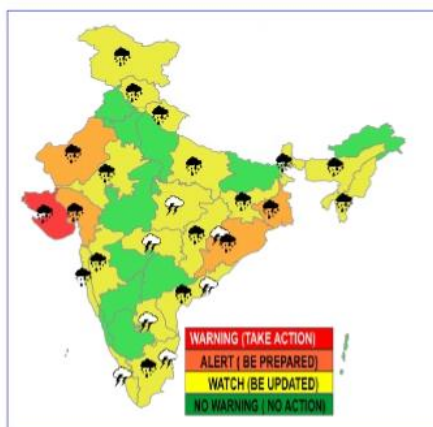 WARNING (TAKE ACTION)
ALERT ( BE PREPARED)
WATCH (BE UPDATED)
NO WARNING ( NO ACTION)